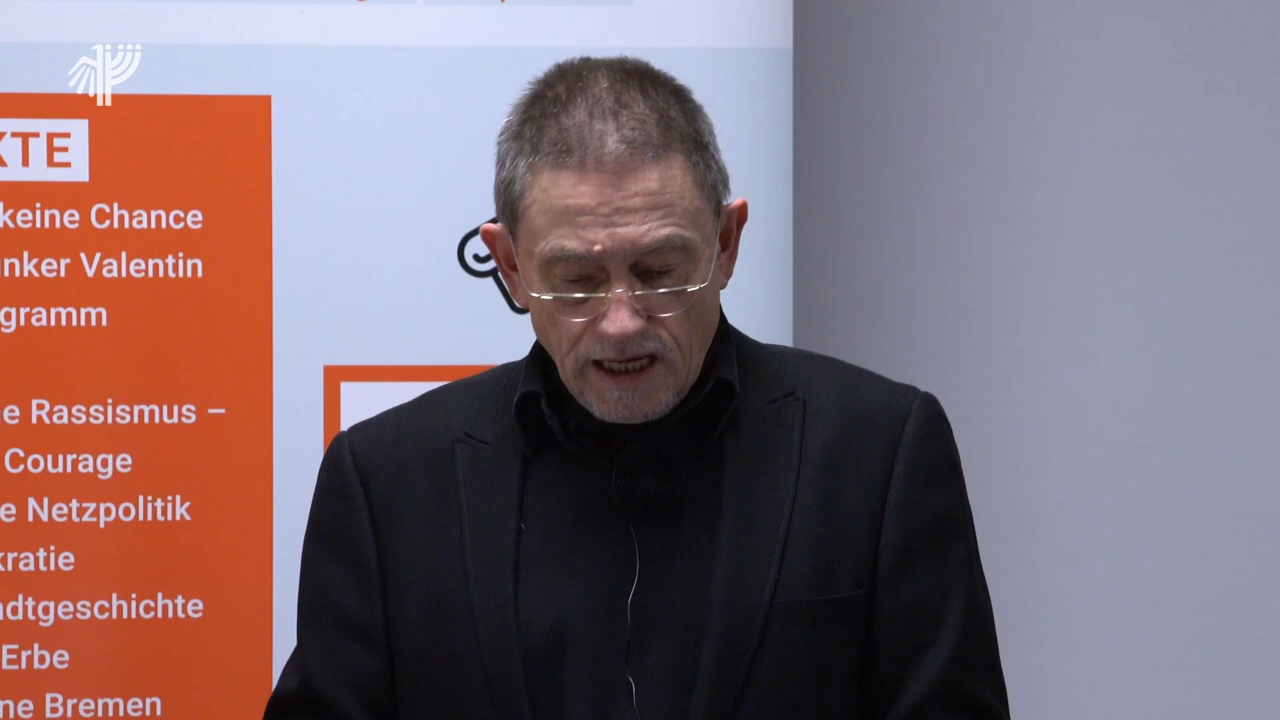 KTE
keine Chance
nker Valentin
gramm
e Rassismus –
Courage
e Netzpolitik
kratie
dtgeschichte
Erbe
ne Bremen